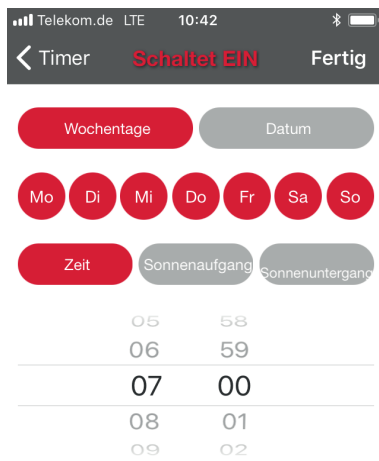 Telekom.de LTE 10:42
Timer Schaltet EIN Fertig
Wochentage Datum
Mo Di Mi Do Fr Sa So
Zeit Sonnenaufgang Sonnenuntergang
05 58
06 59
07 00
08 01
09 02